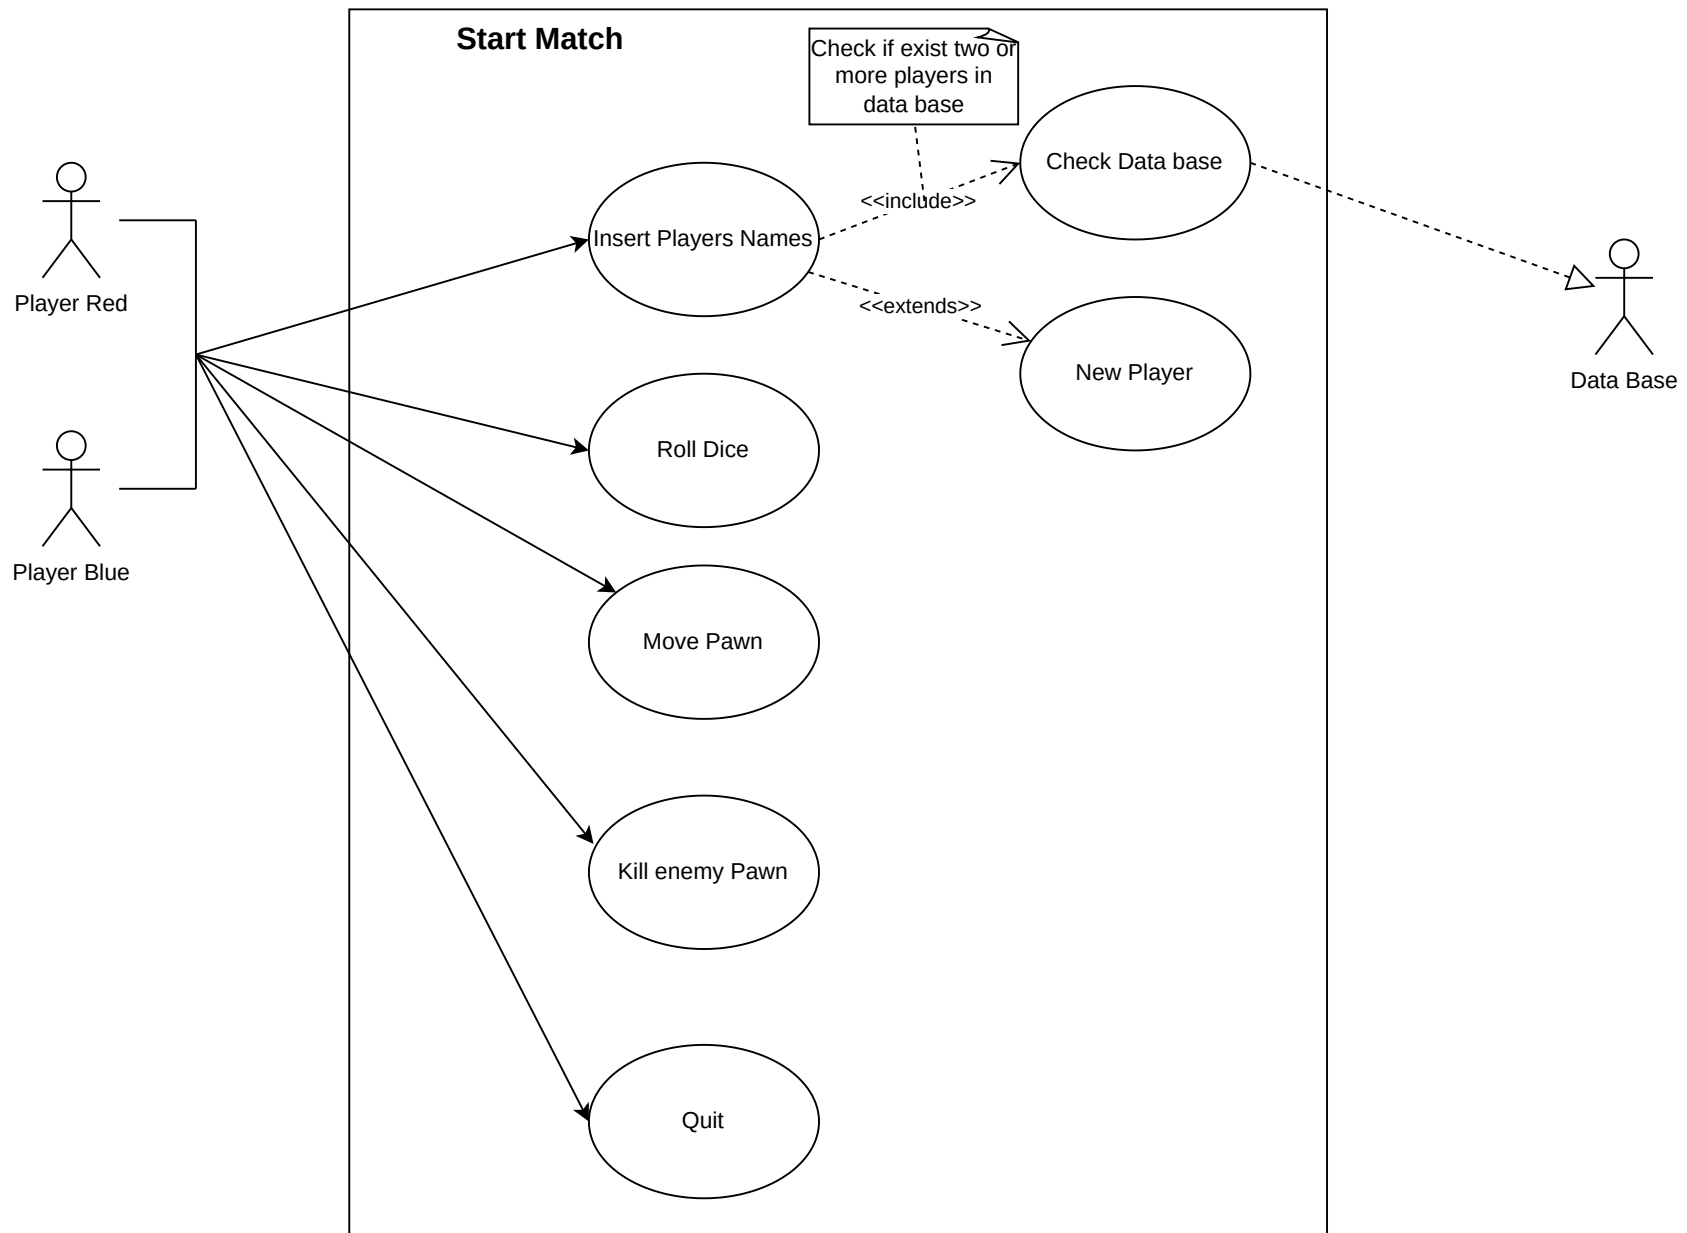 Start Match
Check if exist two or
more players in
data base
Check Data base
<<include>>
Insert Players Names
Player Red
<<extends>>
New Player
Data Base
Roll Dice
Player Blue
Move Pawn
Kill enemy Pawn
Quit